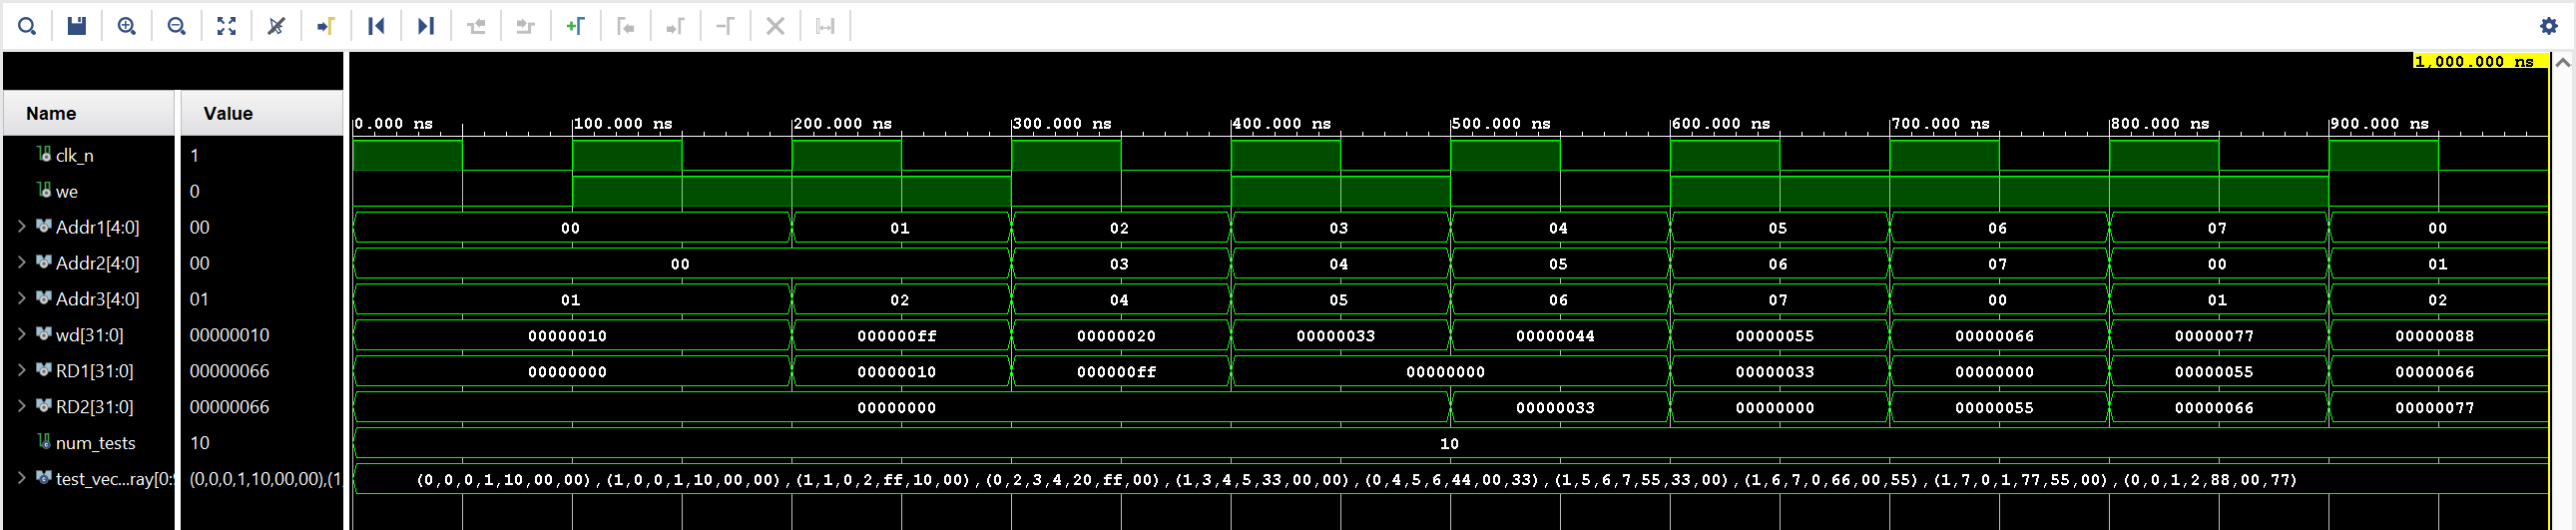 1,000.000 ns
Name Value
0.000 ns 100.000 ns 200.000 ns 300.000 ns 400.000 ns 500.000 ns 600.000 ns 700.000 ns 800.000 ns 900.000 ns
clk_n 1
we 0
Addr1[4:0] 00 00 01 02 03 04 05 06 07 00
Addr2[4:0] 00 00 03 04 05 06 07 00 01
Addr3[4:0] 01 01 02 04 05 06 07 00 01 02
wd[31:0] 00000010 00000010 000000ff 00000020 00000033 00000044 00000055 00000066 00000077 00000088
RD1[31:0] 00000066 00000000 00000010 000000ff 00000000 00000033 00000000 00000055 00000066
RD2[31:0] 00000066 00000000 00000033 00000000 00000055 00000066 00000077
num_tests 10 10
test_vec...ray[0:9 (0,0,0,1,10,00,00),(1, (0,0,0,1,10,00,00),(1,0,0,1,10,00,00),(1,1,0,2,ff,10,00),(0,2,3,4,20,ff,00),(1,3,4,5,33,00,00),(0,4,5,6,44,00,33),(1,5,6,7,55,33,00),(1,6,7,0,66,00,55),(1,7,0,1,77,55,00),(0,0,1,2,88,00,77)